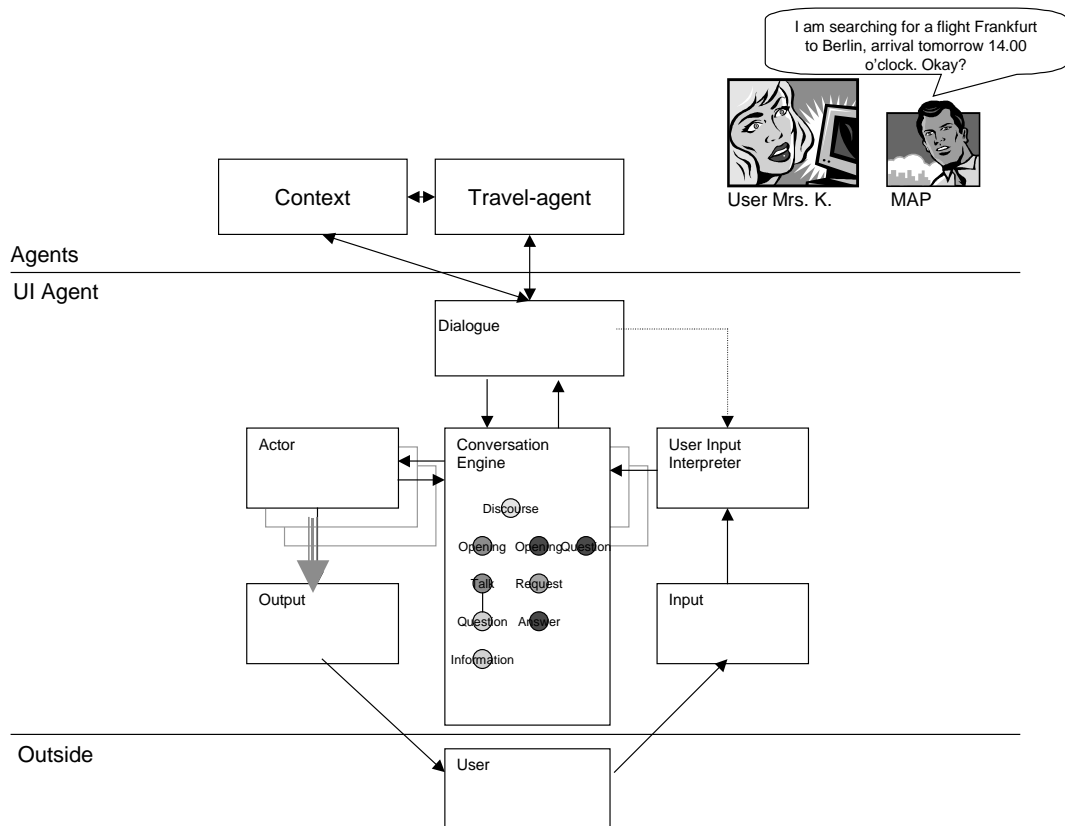 I am searching for a flight Frankfurt
to Berlin, arrival tomorrow 14.00
o'clock. Okay?
User Mrs. K.
MAP
Context
Travel-agent
Agents
UI Agent
Dialogue
Actor
Conversation
Engine
User Input
Interpreter
Discourse
Opening
Opening
Question
Talk
Request
Output
Input
Question
Answer
Information
Outside
User